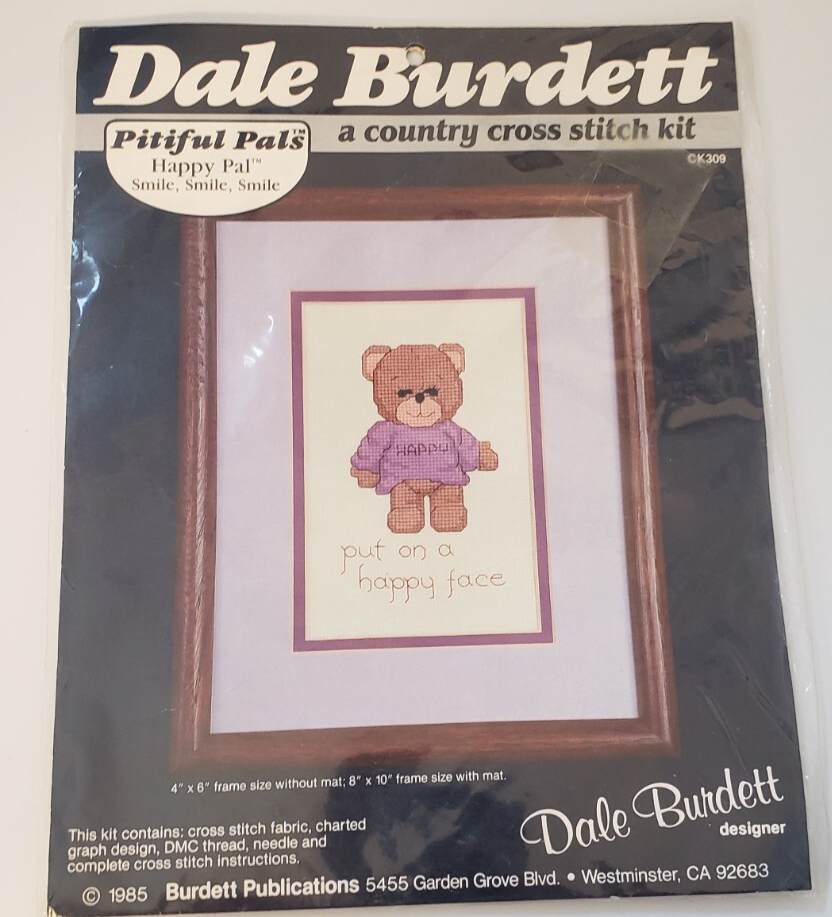 Dale Burdett
Pitiful Pals™
a country cross stitch kit
Happy Pal™
Smile, Smile, Smile
CK309
HAPPY
put on a
happy face
4" x 6" frame size without mat; 8" x 10" frame size with mat.
Dale Burdett
designer
This kit contains: cross stitch fabric, charted
graph design, DMC thread, needle and
complete cross stitch instructions.
© 1985 Burdett Publications 5455 Garden Grove Blvd. • Westminster, CA 92683